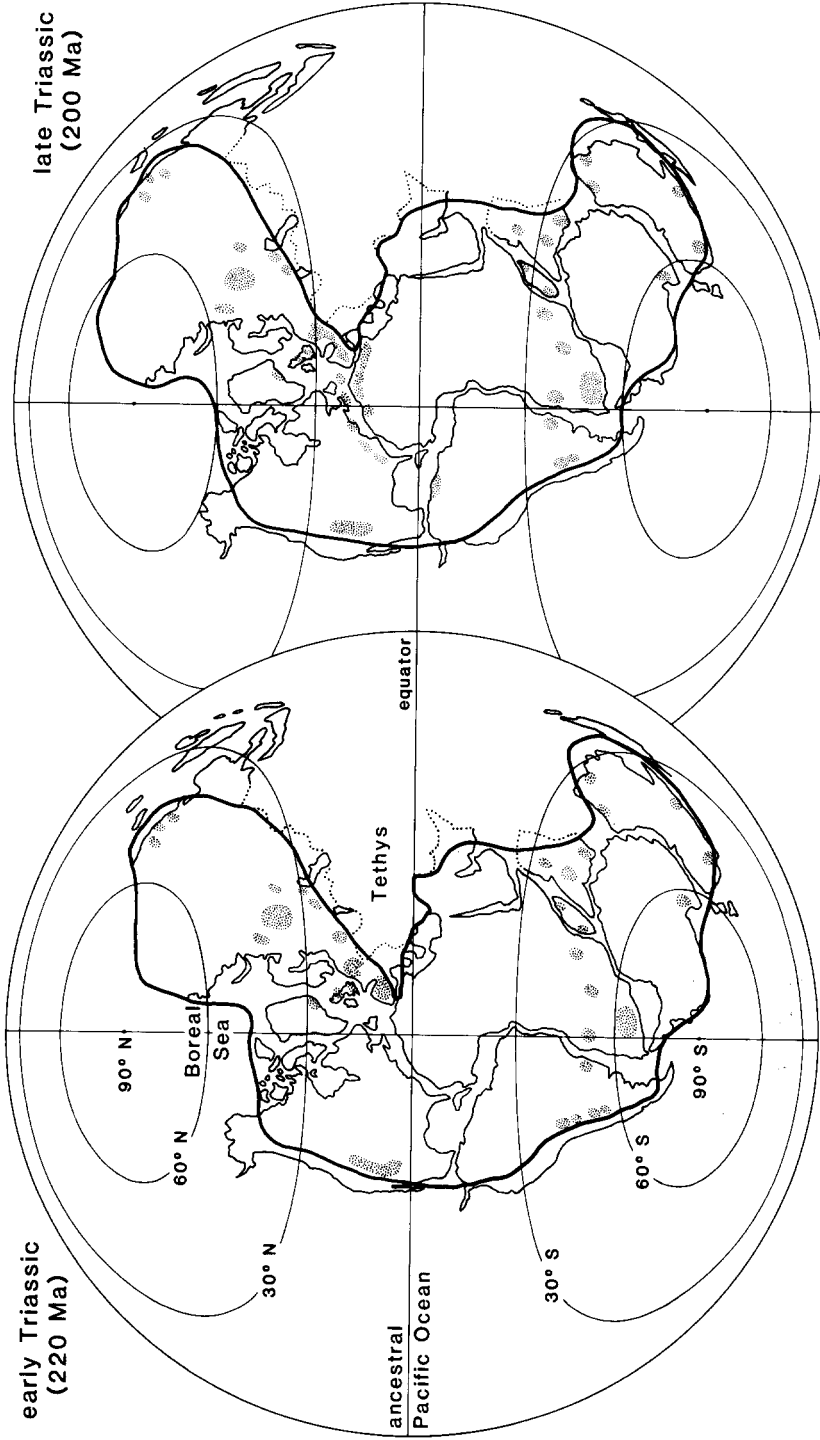 early Triassic
(220 Ma)
90° N
Boreal
Sea
60° N
30° N
Tethys
equator
ancestral
Pacific Ocean
30° S
60° S
90° S
late Triassic
(200 Ma)